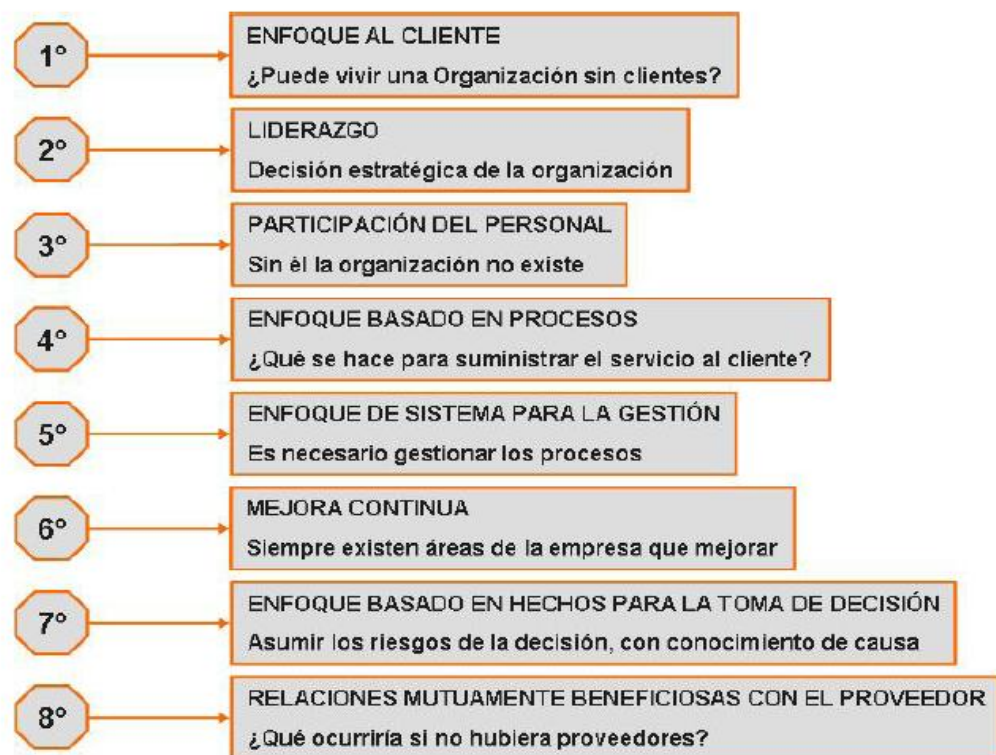 1°
ENFOQUE AL CLIENTE
¿Puede vivir una Organización sin clientes?
2°
LIDERAZGO
Decisión estratégica de la organización
3°
PARTICIPACIÓN DEL PERSONAL
Sin él la organización no existe
4°
ENFOQUE BASADO EN PROCESOS
¿Qué se hace para suministrar el servicio al cliente?
5°
ENFOQUE DE SISTEMA PARA LA GESTIÓN
Es necesario gestionar los procesos
6°
MEJORA CONTINUA
Siempre existen áreas de la empresa que mejorar
7°
ENFOQUE BASADO EN HECHOS PARA LA TOMA DE DECISIÓN
Asumir los riesgos de la decisión, con conocimiento de causa
8°
RELACIONES MUTUAMENTE BENEFICIOSAS CON EL PROVEEDOR
¿Qué ocurriría si no hubiera proveedores?